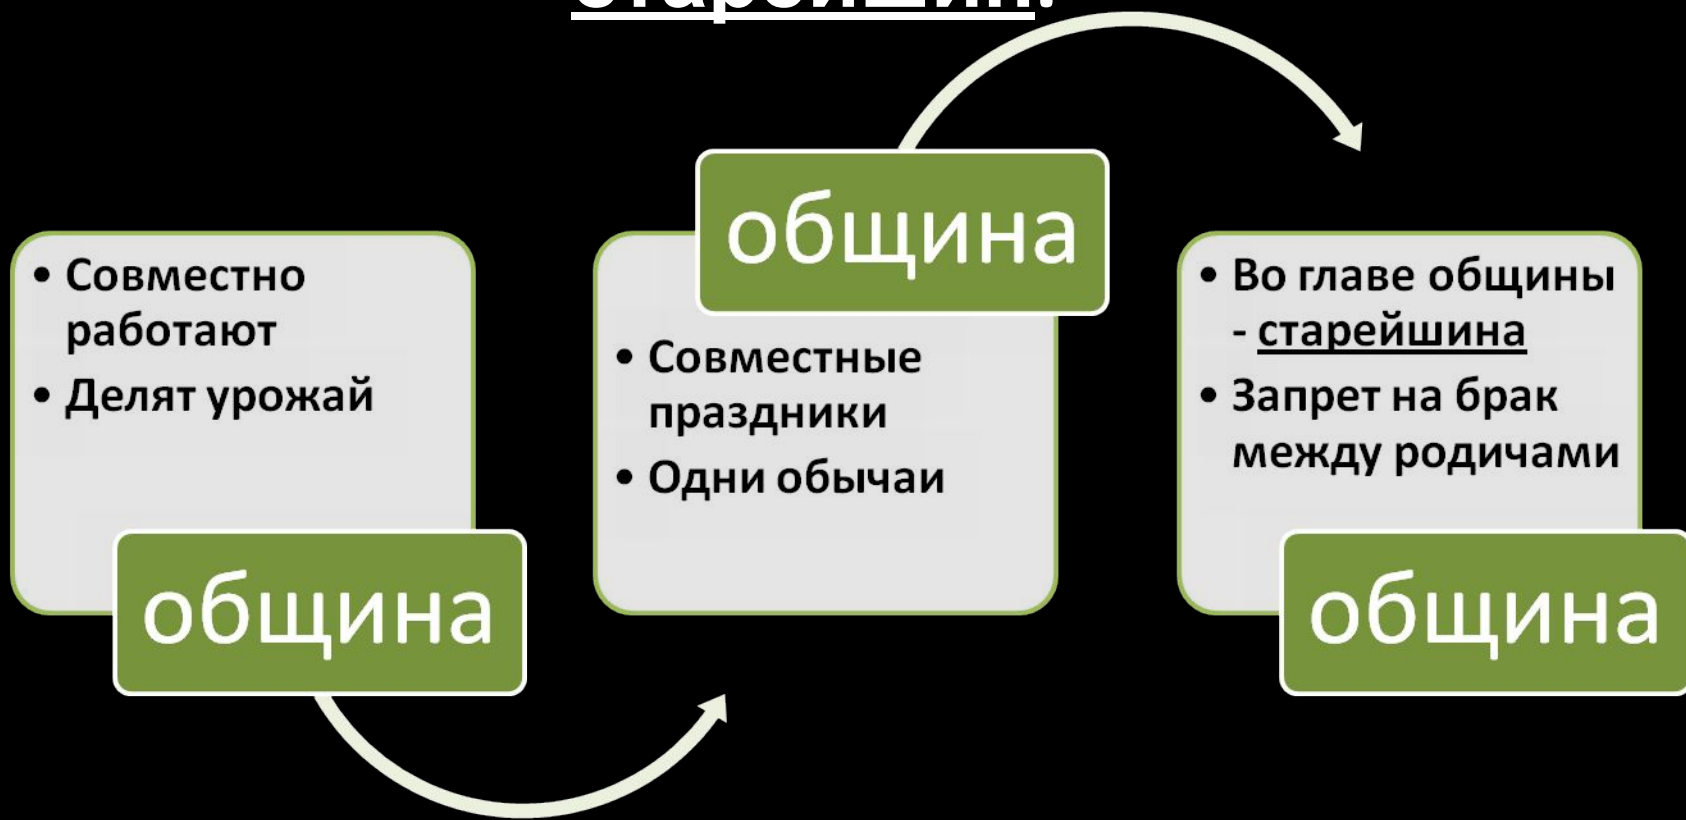 старейшин.
• Совместно
работают
• Делят урожай
община
община
• Совместные
праздники
• Одни обычаи
• Во главе общины
- старейшина
• Запрет на брак
между родичами
община